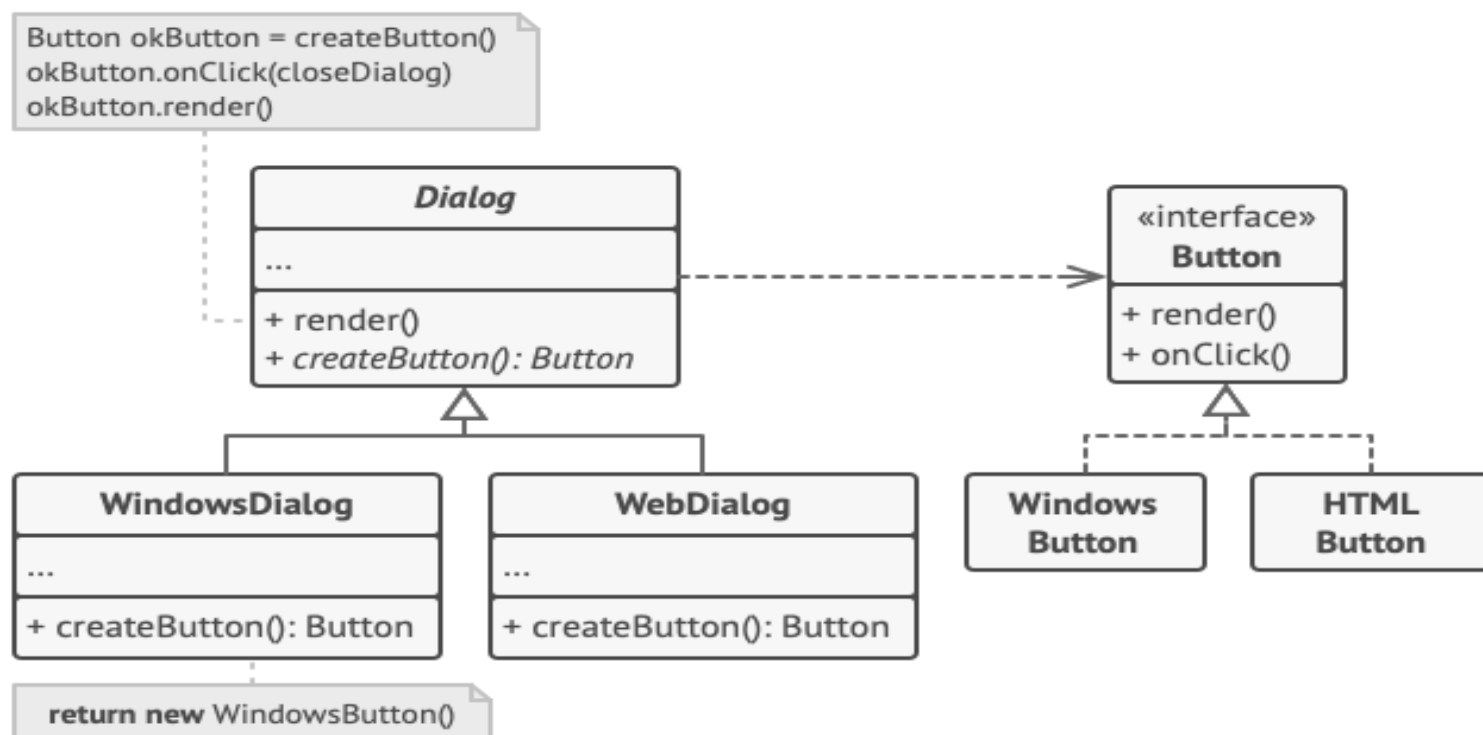 Button okButton = createButton()
okButton.onClick(closeDialog)
okButton.render()
Dialog
...
+ render()
+ createButton(): Button
«interface»
Button
+ render()
+ onClick()
WindowsDialog
...
+ createButton(): Button
WebDialog
...
+ createButton(): Button
Windows
Button
HTML
Button
return new WindowsButton()